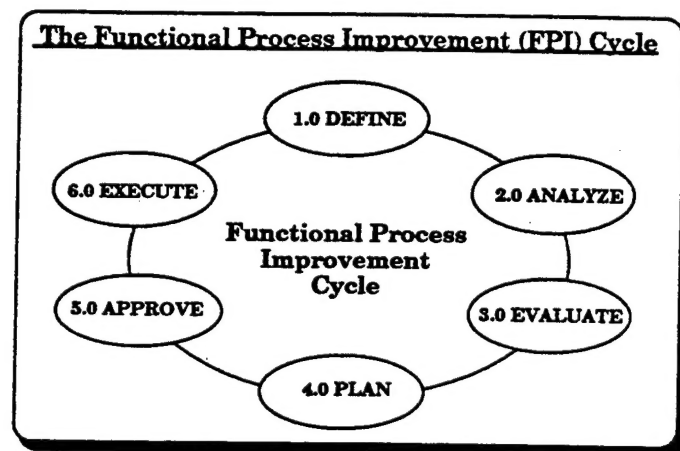 The Functional Process Improvement (FPI) Cycle
1.0 DEFINE
2.0 ANALYZE
3.0 EVALUATE
4.0 PLAN
5.0 APPROVE
6.0 EXECUTE
Functional Process
Improvement
Cycle